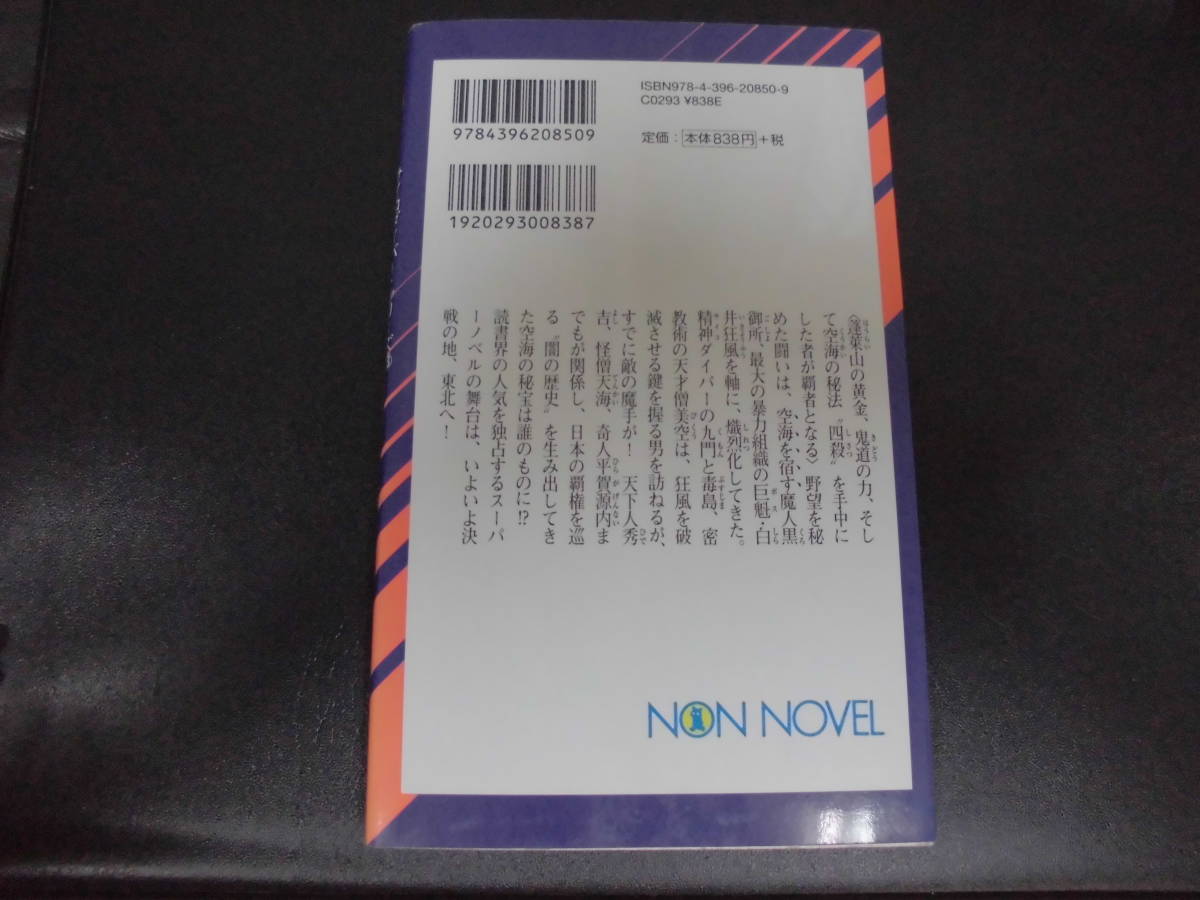 ISBN978-4-396-20850-9
C0293 ¥838E
9784396208509
定価：本体838円+税
1920293008387
〈蓬萊山の黄金、鬼道の力、そし
て空海の秘法〝四殺〟を手中に
した者が覇者となる〉野望を秘
めた闘いは、空海を宿す魔人黒
御所、最大の暴力組織の巨魁・白
井狂風を軸に、熾烈化してきた。
精神ダイバーの九門と毒島、密
教術の天才僧美空は、狂風を破
滅させる鍵を握る男を訪ねるが、
すでに敵の魔手が！ 天下人秀
吉、怪僧天海、奇人平賀源内ま
でもが関係し、日本の覇権を巡
る〝闇の歴史〟を生み出してき
た空海の秘宝は誰のものに!?
読書界の人気を独占するスーパ
ーノベルの舞台は、いよいよ決
戦の地、東北へ！
NON NOVEL